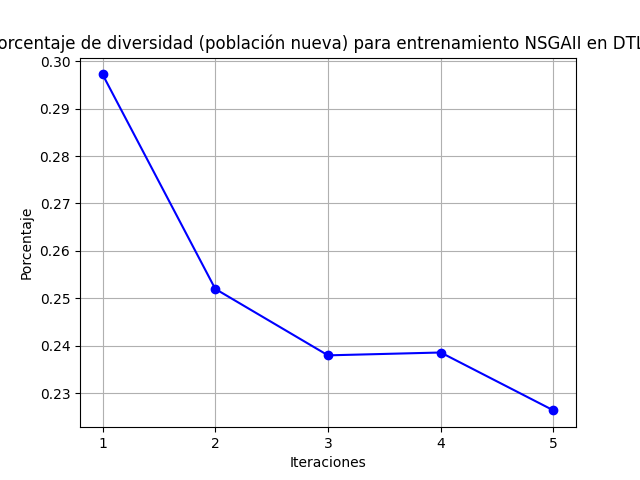 orcentaje de diversidad (población nueva) para entrenamiento NSGAII en DTL
0.30
0.29
0.28
0.27
0.26
0.25
0.24
0.23
Porcentaje
1 2 3 4 5
Iteraciones